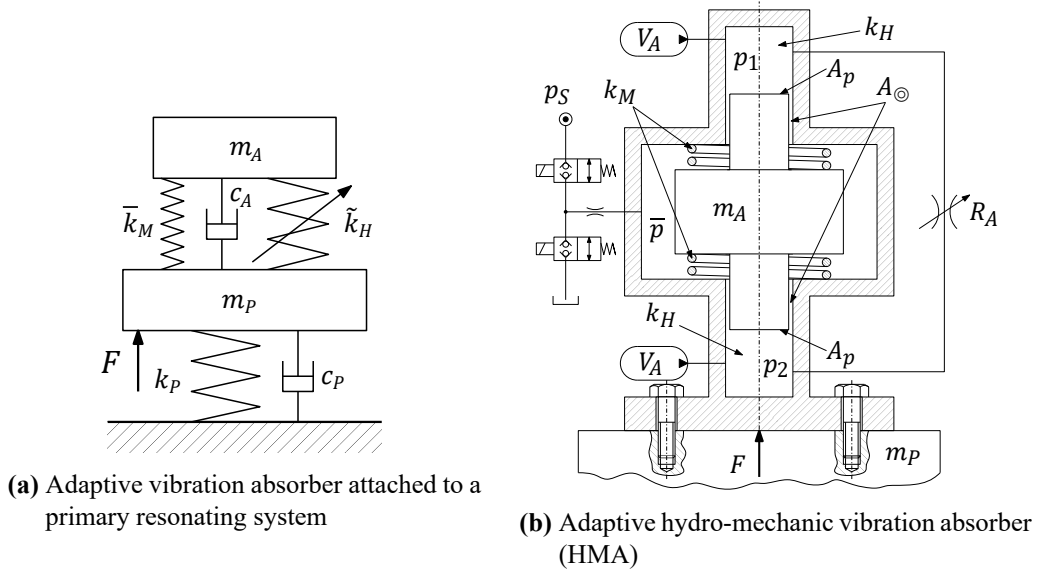 m_A
k̅_M
c_A
k̃_H
m_P
F
k_P
c_P
(a) Adaptive vibration absorber attached to a
primary resonating system
V_A
k_H
p_1
A_p
A_◎
p_S
k_M
m_A
p̅
R_A
k_H
A_p
V_A
p_2
F
m_P
(b) Adaptive hydro-mechanic vibration absorber
(HMA)